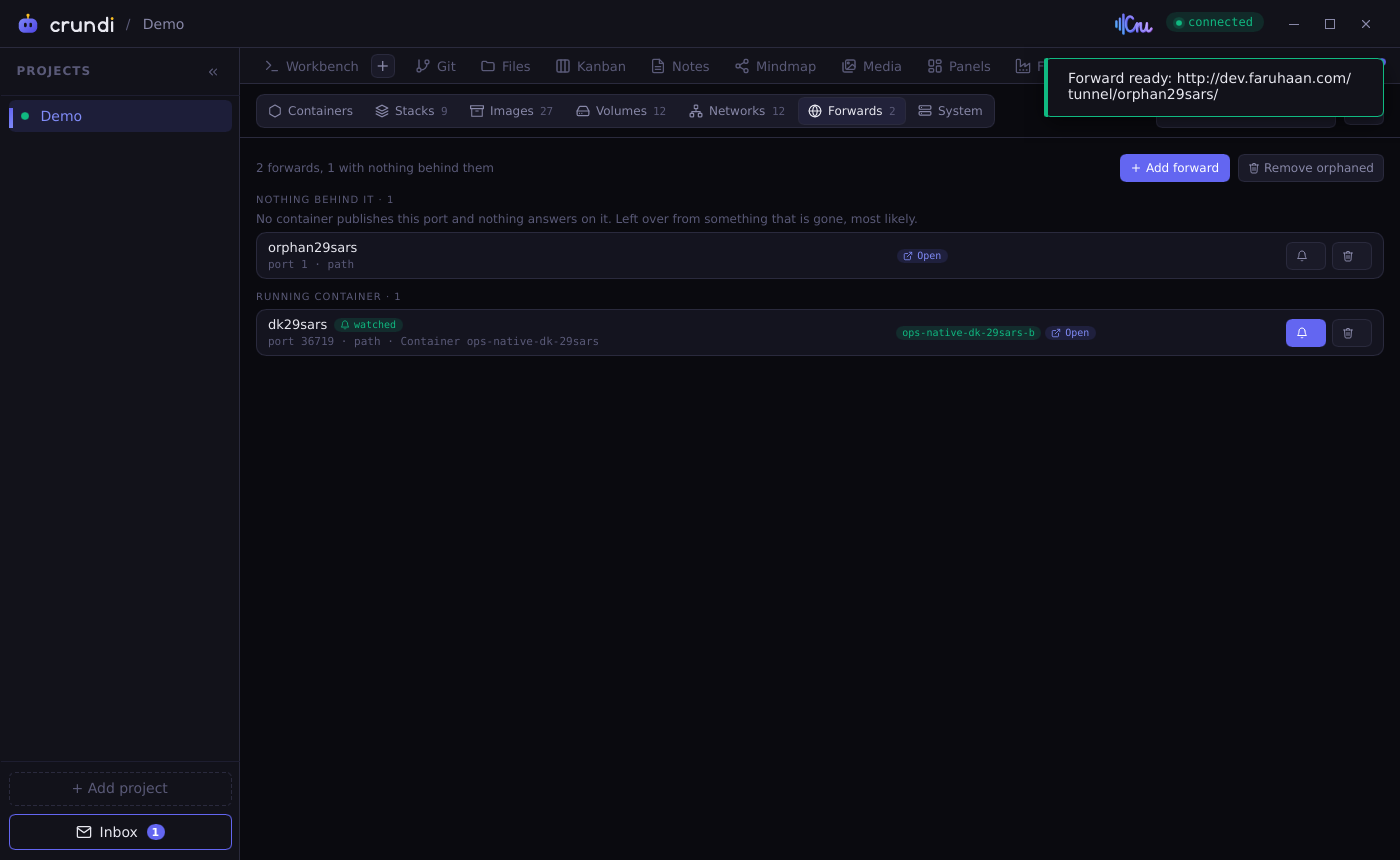 crundi / Demo
Cru
connected
PROJECTS
«
Workbench + Git Files Kanban Notes Mindmap Media Panels
Forward ready: http://dev.faruhaan.com/
tunnel/orphan29sars/
Demo
Containers Stacks 9 Images 27 Volumes 12 Networks 12 Forwards 2 System
2 forwards, 1 with nothing behind them
+ Add forward
Remove orphaned
NOTHING BEHIND IT · 1
No container publishes this port and nothing answers on it. Left over from something that is gone, most likely.
orphan29sars
port 1 · path
Open
RUNNING CONTAINER · 1
dk29sars watched
port 36719 · path · Container ops-native-dk-29sars
ops-native-dk-29sars-b Open
+ Add project
Inbox 1